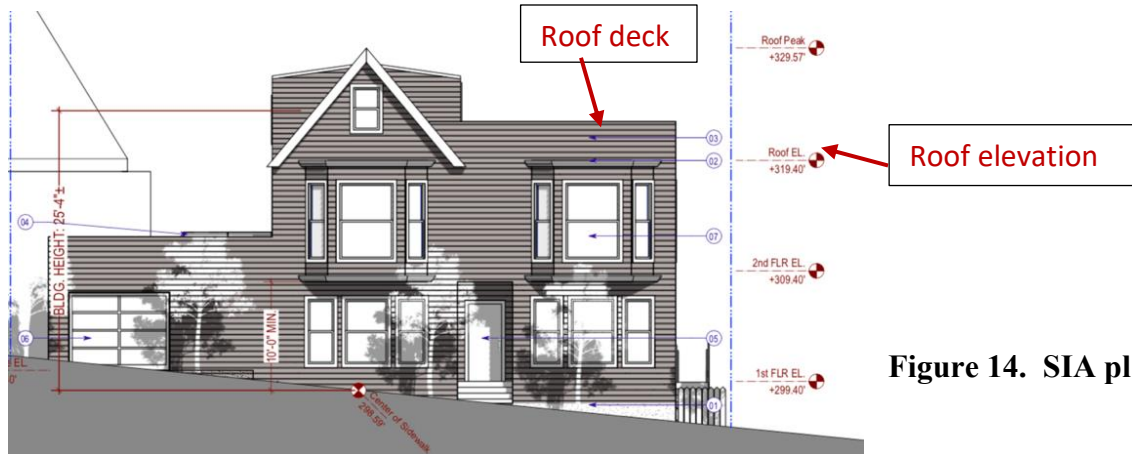 Roof deck
Roof Peak
+329.57'
03
Roof EL.
+319.40'
Roof elevation
02
BLDG. HEIGHT: 25'-4"±
04
07
2nd FLR EL.
+309.40'
10'-0" MIN.
06
05
EL.
0'
1st FLR EL.
+299.40'
Figure 14. SIA pl
Center of Sidewalk
298.59'
01